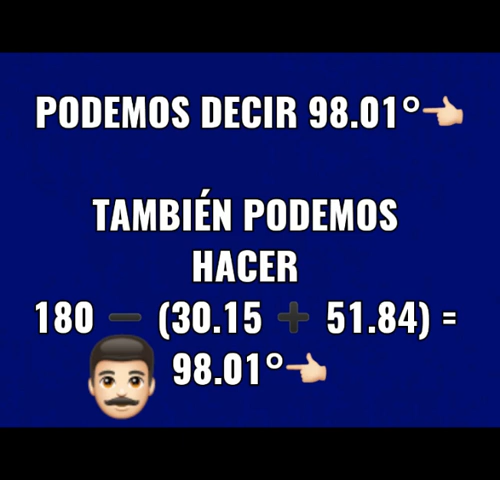 PODEMOS DECIR 98.01°👈🏻
TAMBIÉN PODEMOS
HACER
180 ➖ (30.15 ➕ 51.84) =
98.01°👈🏻